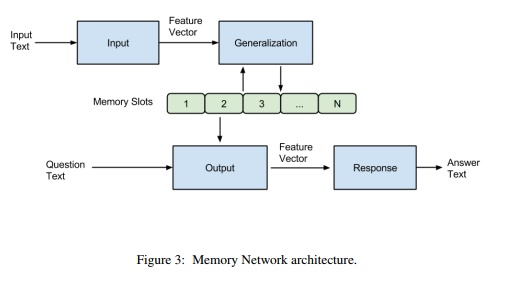 Input
Text
Input
Feature
Vector
Generalization
Memory Slots
1 2 3 ... N
Question
Text
Output
Feature
Vector
Response
Answer
Text
Figure 3: Memory Network architecture.